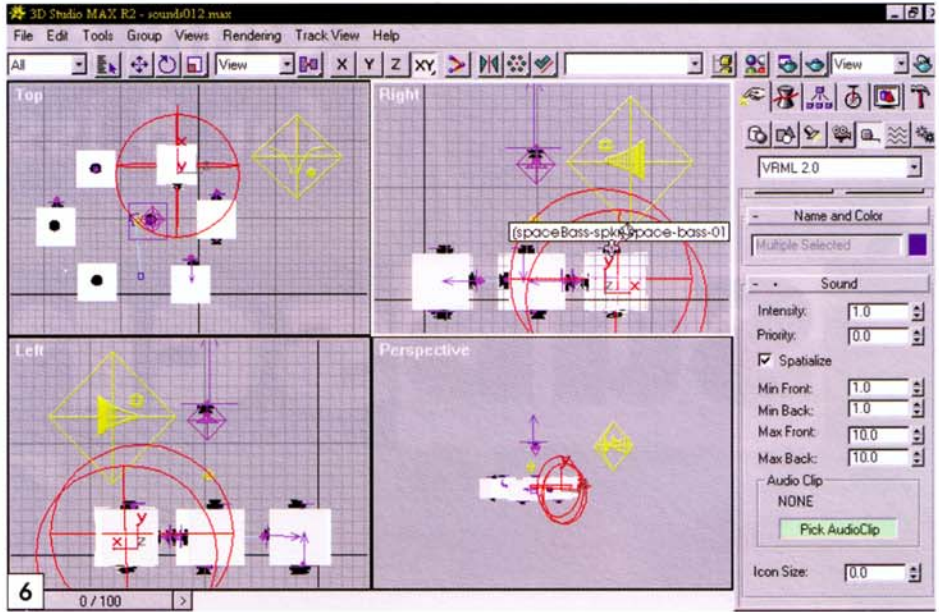 3D Studio MAX R2 - sounds012.max
File Edit Tools Group Views Rendering Track View Help
All View X Y Z XY View
Top
x
y
Right
(spaceBass-spkr space-bass-01
y
z x
VRML 2.0
- Name and Color
Multiple Selected
- Sound
Intensity: 1.0
Priority: 0.0
Spatialize
Min Front: 1.0
Min Back: 1.0
Max Front: 10.0
Max Back: 10.0
Audio Clip
NONE
Pick AudioClip
Icon Size: 0.0
Left
y
x z
Perspective
y
6
0 / 100 >